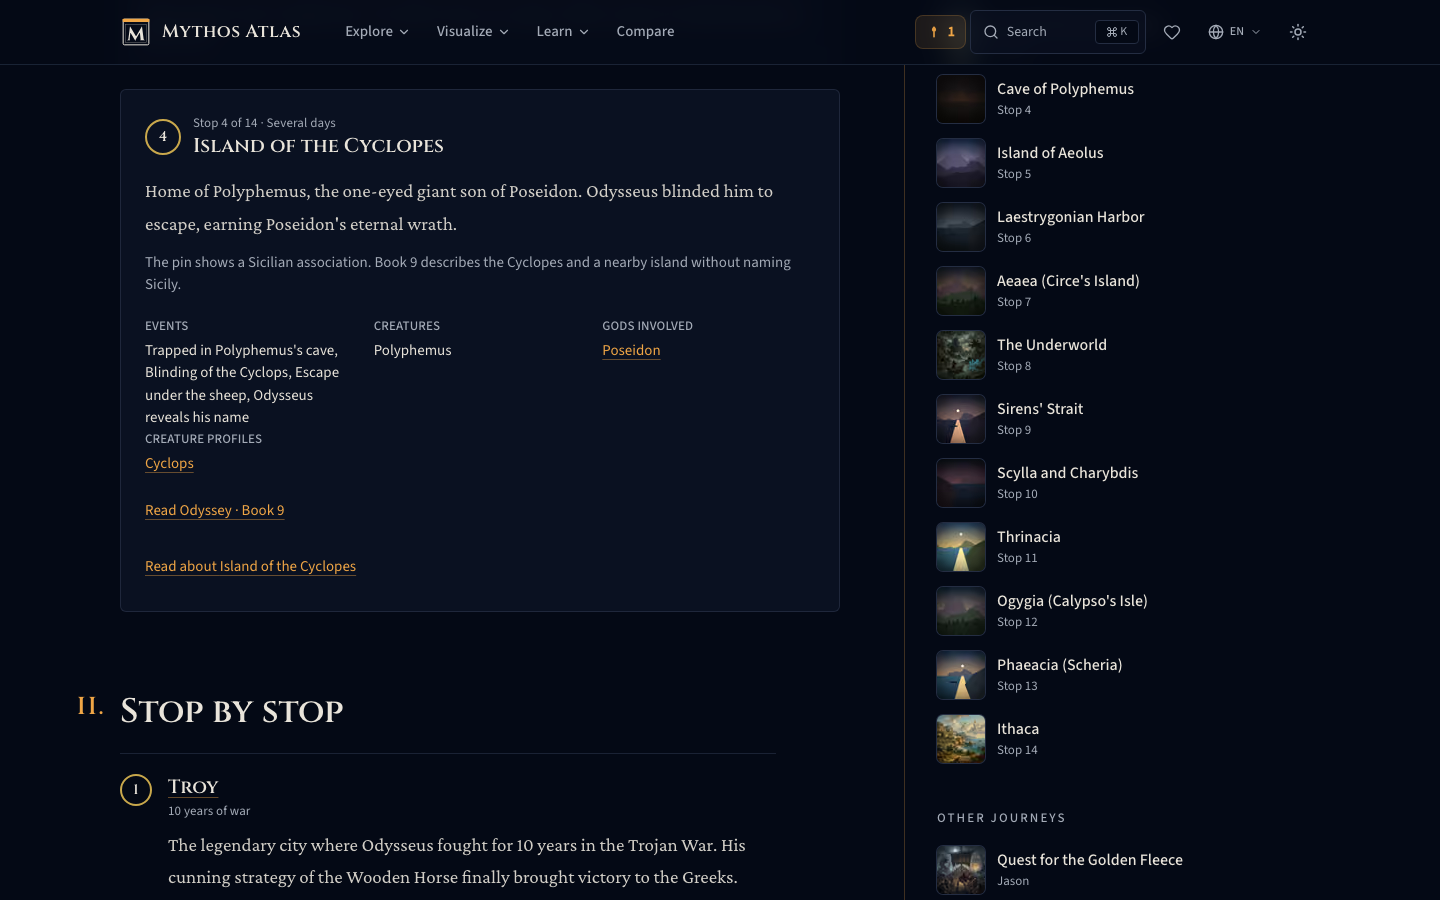 M MYTHOS ATLAS
Explore
Visualize
Learn
Compare
1
Search
⌘ K
EN
4
Stop 4 of 14 · Several days
ISLAND OF THE CYCLOPES
Home of Polyphemus, the one-eyed giant son of Poseidon. Odysseus blinded him to
escape, earning Poseidon's eternal wrath.
The pin shows a Sicilian association. Book 9 describes the Cyclopes and a nearby island without naming
Sicily.
EVENTS
Trapped in Polyphemus's cave,
Blinding of the Cyclops, Escape
under the sheep, Odysseus
reveals his name
CREATURES
Polyphemus
GODS INVOLVED
Poseidon
CREATURE PROFILES
Cyclops
Read Odyssey · Book 9
Read about Island of the Cyclopes
II. STOP BY STOP
1
TROY
10 years of war
The legendary city where Odysseus fought for 10 years in the Trojan War. His
cunning strategy of the Wooden Horse finally brought victory to the Greeks.
Cave of Polyphemus
Stop 4
Island of Aeolus
Stop 5
Laestrygonian Harbor
Stop 6
Aeaea (Circe's Island)
Stop 7
The Underworld
Stop 8
Sirens' Strait
Stop 9
Scylla and Charybdis
Stop 10
Thrinacia
Stop 11
Ogygia (Calypso's Isle)
Stop 12
Phaeacia (Scheria)
Stop 13
Ithaca
Stop 14
OTHER JOURNEYS
Quest for the Golden Fleece
Jason